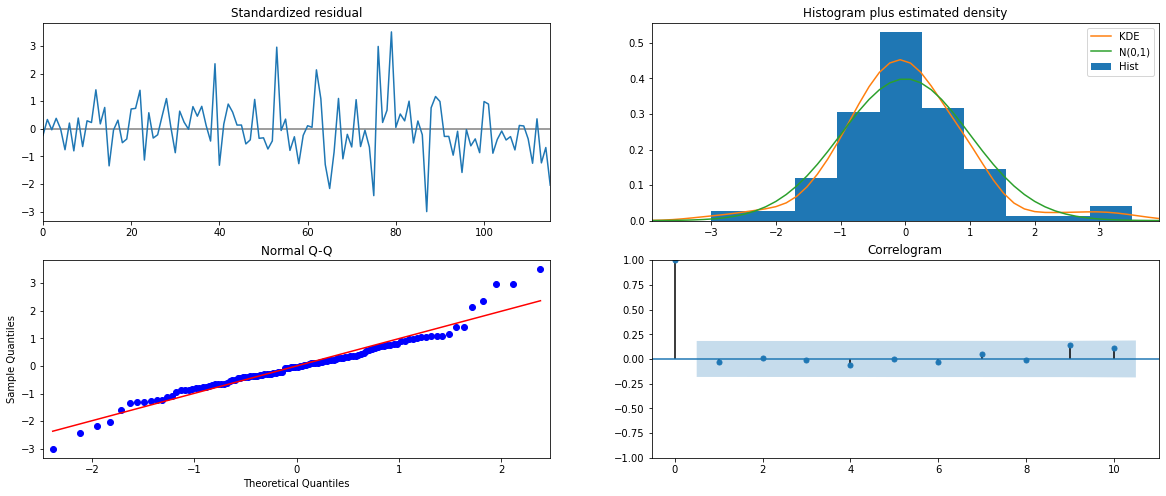 Standardized residual
3
2
1
0
−1
−2
−3
0 20 40 60 80 100
Histogram plus estimated density
KDE
N(0,1)
Hist
0.5
0.4
0.3
0.2
0.1
0.0
−3 −2 −1 0 1 2 3
Normal Q-Q
Sample Quantiles
3
2
1
0
−1
−2
−3
−2 −1 0 1 2
Theoretical Quantiles
Correlogram
1.00
0.75
0.50
0.25
0.00
−0.25
−0.50
−0.75
−1.00
0 2 4 6 8 10